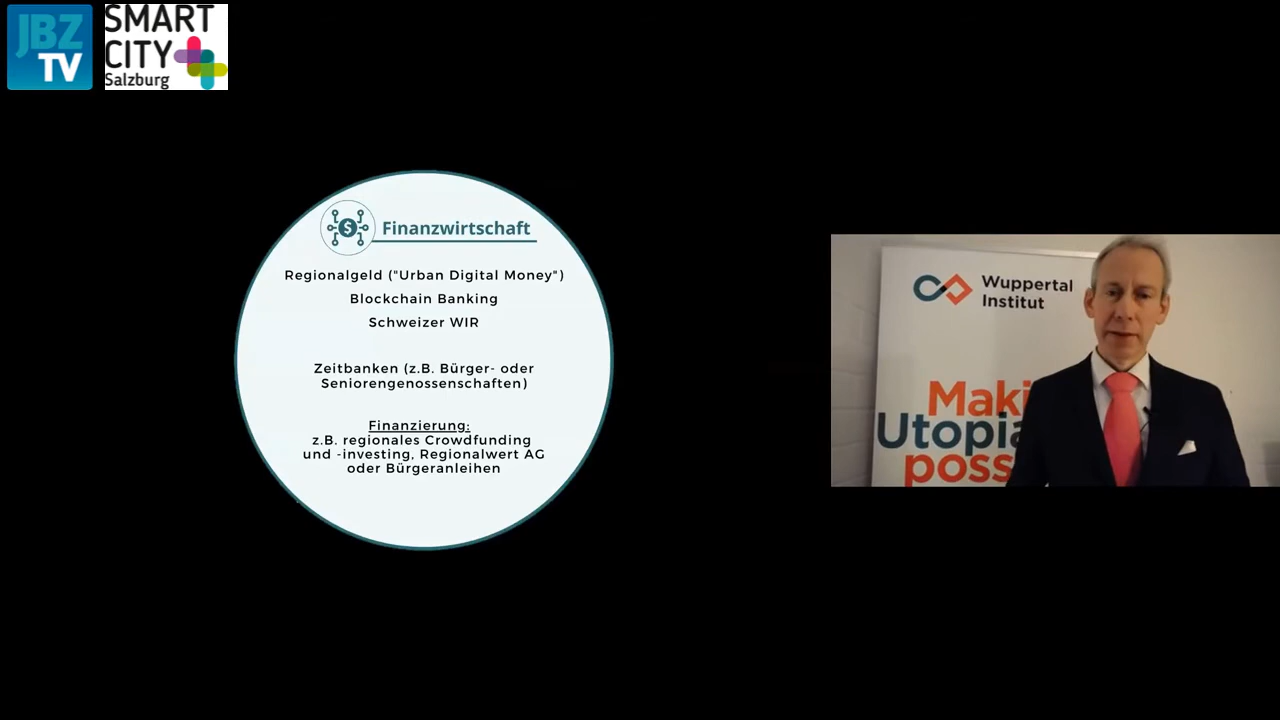 JBZ
TV
SMART
CITY
Salzburg
Finanzwirtschaft
Regionalgeld ("Urban Digital Money")
Blockchain Banking
Schweizer WIR
Zeitbanken (z.B. Bürger- oder
Seniorengenossenschaften)
Finanzierung:
z.B. regionales Crowdfunding
und -investing, Regionalwert AG
oder Bürgeranleihen
Wuppertal
Institut
Maki
Utopia
poss